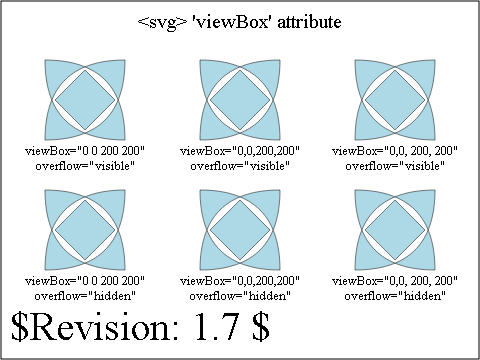 <svg> 'viewBox' attribute
viewBox="0 0 200 200" viewBox="0,0,200,200" viewBox="0,0, 200, 200"
overflow="visible" overflow="visible" overflow="visible"
viewBox="0 0 200 200" viewBox="0,0,200,200" viewBox="0,0, 200, 200"
overflow="hidden" overflow="hidden" overflow="hidden"
$Revision: 1.7 $